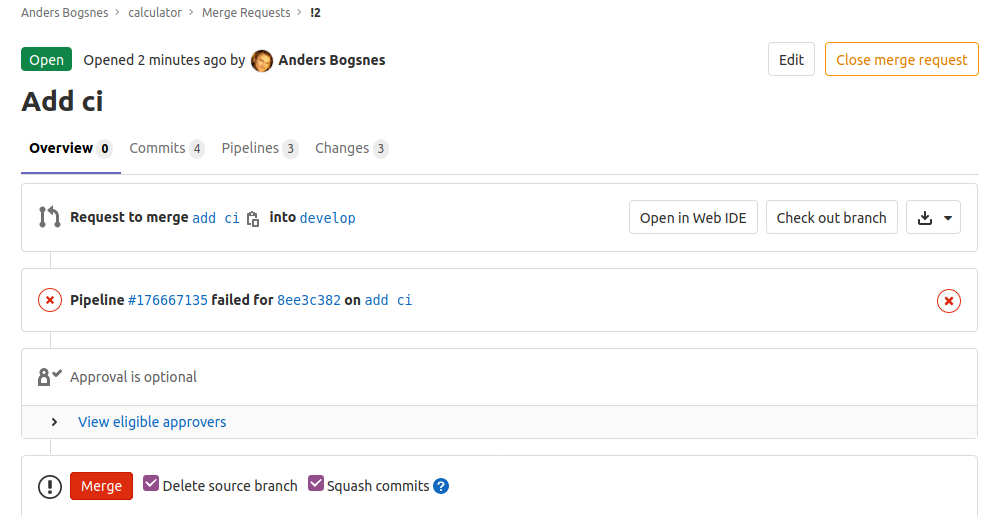 Anders Bogsnes > calculator > Merge Requests > !2
Open Opened 2 minutes ago by Anders Bogsnes Edit Close merge request
Add ci
Overview 0 Commits 4 Pipelines 3 Changes 3
Request to merge add ci into develop Open in Web IDE Check out branch
Pipeline #176667135 failed for 8ee3c382 on add ci
Approval is optional
View eligible approvers
Merge Delete source branch Squash commits